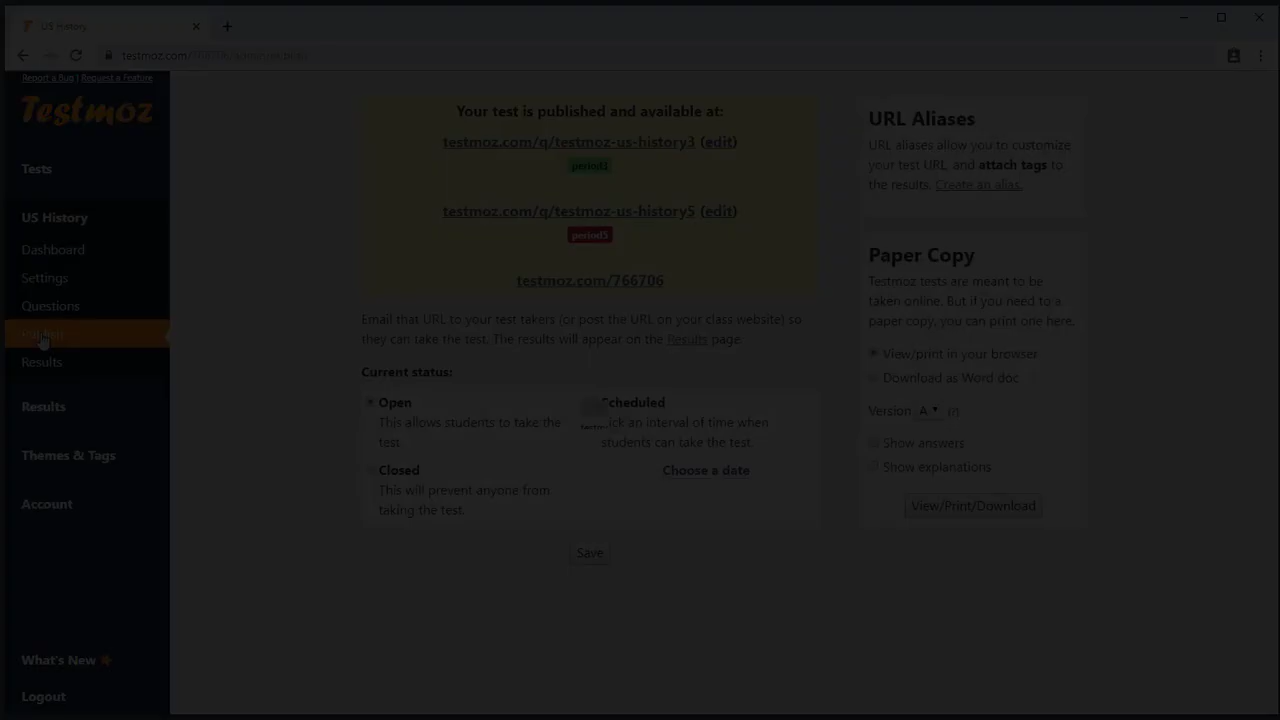 US History
testmoz.com/766706/admin/publish
Report a Bug | Request a Feature
Testmoz
Tests
US History
Dashboard
Settings
Questions
Publish
Results
Results
Themes & Tags
Account
What's New
Logout
Your test is published and available at:
testmoz.com/q/testmoz-us-history3 (edit)
period3
testmoz.com/q/testmoz-us-history5 (edit)
period5
testmoz.com/766706
Email that URL to your test takers (or post the URL on your class website) so
they can take the test. The results will appear on the Results page.
Current status:
Open
This allows students to take the
test.
Closed
This will prevent anyone from
taking the test.
Scheduled
Pick an interval of time when
students can take the test.
Choose a date
Save
URL Aliases
URL aliases allow you to customize
your test URL, and attach tags to
the results. Create an alias.
Paper Copy
Testmoz tests are meant to be
taken online. But if you need to a
paper copy, you can print one here.
View/print in your browser
Download as Word doc
Version A (?)
Show answers
Show explanations
View/Print/Download